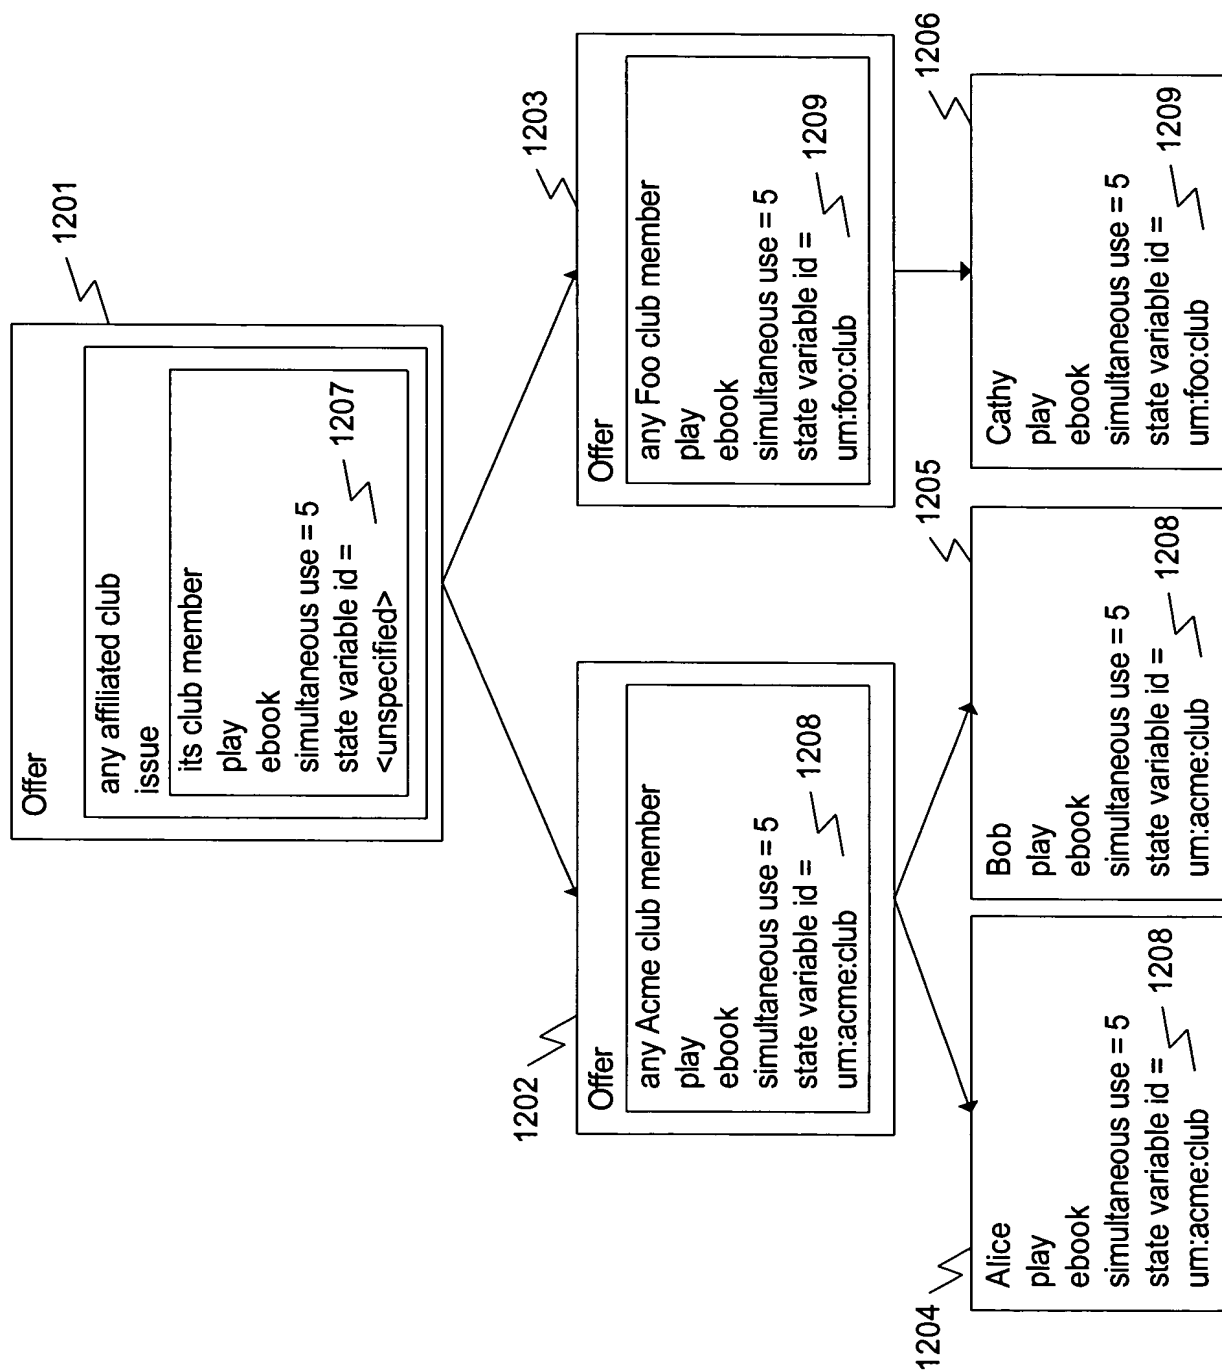 Offer
1201
any affiliated club
issue
its club member
play
ebook
simultaneous use = 5
state variable id =
1207
<unspecified>
1202
Offer
any Acme club member
play
ebook
simultaneous use = 5
state variable id =
1208
urn:acme:club
1203
Offer
any Foo club member
play
ebook
simultaneous use = 5
state variable id =
1209
urn:foo:club
1204
Alice
play
ebook
simultaneous use = 5
state variable id =
1208
urn:acme:club
1205
Bob
play
ebook
simultaneous use = 5
state variable id =
1208
urn:acme:club
1206
Cathy
play
ebook
simultaneous use = 5
state variable id =
1209
urn:foo:club